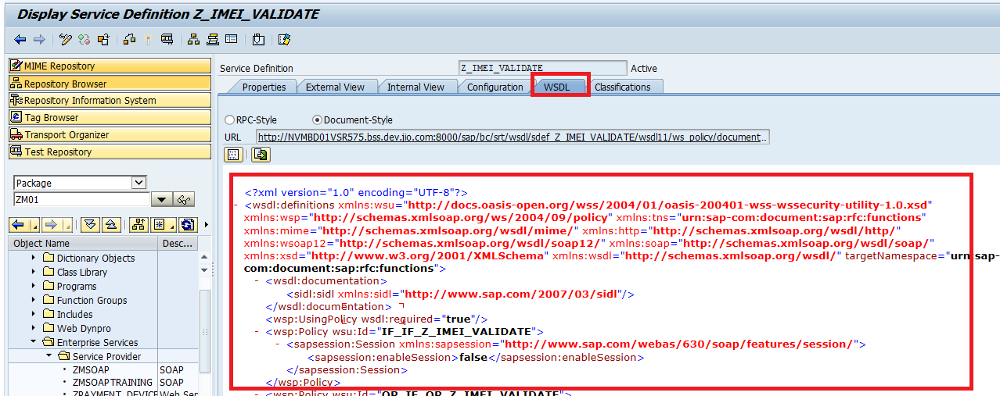 Display Service Definition Z_IMEI_VALIDATE
MIME Repository
Repository Browser
Repository Information System
Tag Browser
Transport Organizer
Test Repository
Package
ZM01
Object Name Desc...
Dictionary Objects
Class Library
Programs
Function Groups
Includes
Web Dynpro
Enterprise Services
Service Provider
ZMSOAP SOAP
ZMSOAPTRAINING SOAP
ZPAYMENT_DEVICE Web Ser
Service Definition Z_IMEI_VALIDATE Active
Properties External View Internal View Configuration WSDL Classifications
RPC-Style Document-Style
URL http://NVMBD01VSR575.bss.dev.jio.com:8000/sap/bc/srt/wsdl/sdef_Z_IMEI_VALIDATE/wsdl11/ws_policy/document...
<?xml version="1.0" encoding="UTF-8"?>
- <wsdl:definitions xmlns:wsu="http://docs.oasis-open.org/wss/2004/01/oasis-200401-wss-wssecurity-utility-1.0.xsd"
xmlns:wsp="http://schemas.xmlsoap.org/ws/2004/09/policy" xmlns:tns="urn:sap-com:document:sap:rfc:functions"
xmlns:mime="http://schemas.xmlsoap.org/wsdl/mime/" xmlns:http="http://schemas.xmlsoap.org/wsdl/http/"
xmlns:wsoap12="http://schemas.xmlsoap.org/wsdl/soap12/" xmlns:soap="http://schemas.xmlsoap.org/wsdl/soap/"
xmlns:xsd="http://www.w3.org/2001/XMLSchema" xmlns:wsdl="http://schemas.xmlsoap.org/wsdl/" targetNamespace="urn:sap-
com:document:sap:rfc:functions">
- <wsdl:documentation>
<sidl:sidl xmlns:sidl="http://www.sap.com/2007/03/sidl"/>
</wsdl:documentation>
<wsp:UsingPolicy wsdl:required="true"/>
- <wsp:Policy wsu:Id="IF_IF_Z_IMEI_VALIDATE">
- <sapsession:Session xmlns:sapsession="http://www.sap.com/webas/630/soap/features/session/">
<sapsession:enableSession>false</sapsession:enableSession>
</sapsession:Session>
</wsp:Policy>
- <wsp:Policy wsu:Id="OP_IF_OP_Z_IMEI_VALIDATE">